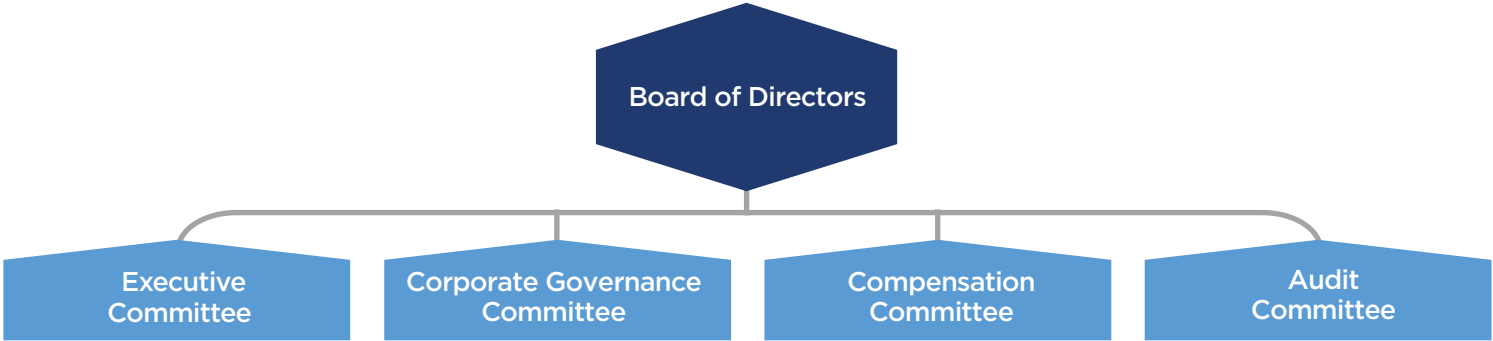 Board of Directors
Executive
Committee
Corporate Governance
Committee
Compensation
Committee
Audit
Committee